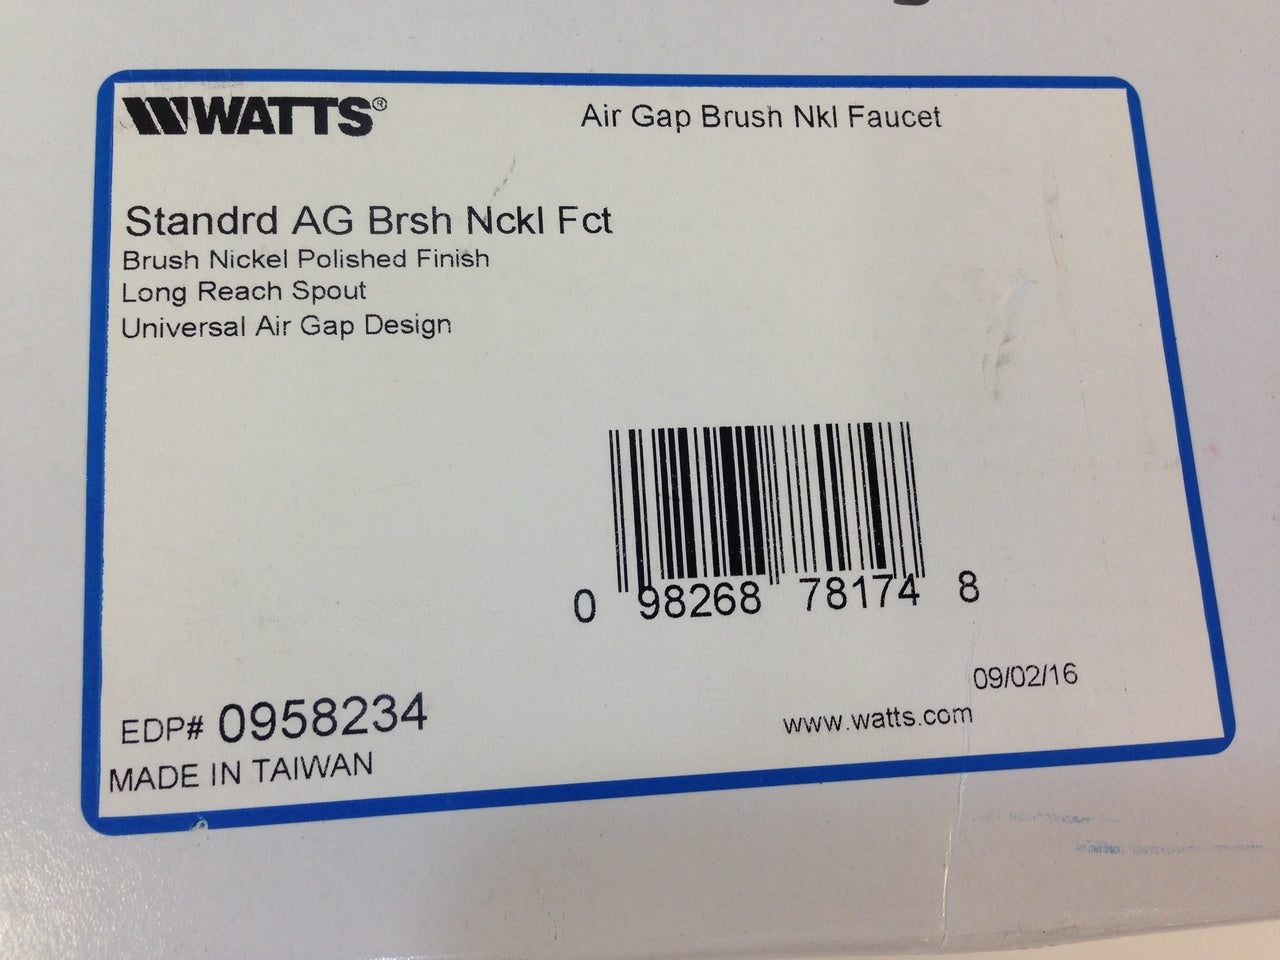 WATTS®
Air Gap Brush Nkl Faucet
Standrd AG Brsh Nckl Fct
Brush Nickel Polished Finish
Long Reach Spout
Universal Air Gap Design
0 98268 78174 8
09/02/16
EDP# 0958234
www.watts.com
MADE IN TAIWAN